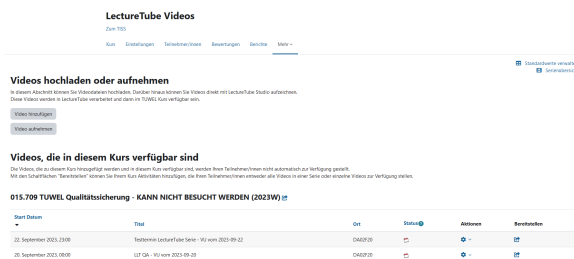 LectureTube Videos
Zum TISS
Kurs Einstellungen Teilnehmer/innen Bewertungen Berichte Mehr
Standardwerte verwalte
Videos hochladen oder aufnehmen
In diesem Abschnitt können Sie Videodateien hochladen. Darüber hinaus können Sie Videos direkt mit LectureTube Studio aufzeichnen.
Diese Videos werden in LectureTube verarbeitet und dann im TUWEL Kurs verfügbar sein.
Video hinzufügen
Video aufnehmen
Videos, die in diesem Kurs verfügbar sind
Die Videos, die zu diesem Kurs hinzugefügt werden und in diesem Kurs verfügbar sind, werden Ihren Teilnehmer/innen nicht automatisch zur Verfügung gestellt.
Mit den Schaltflächen "Bereitstellen" können Sie Ihrem Kurs Aktivitäten hinzufügen, die Ihren Teilnehmer/innen entweder alle Videos in einer Serie oder einzelne Videos zur Verfügung stellen.
015.709 TUWEL Qualitätssicherung - KANN NICHT BESUCHT WERDEN (2023W)
Start Datum Titel Ort Status Aktionen Bereitstellen
22. September 2023, 23:00 Testtermin LectureTube Serie - VU vom 2023-09-22 DA02F20
20. September 2023, 00:00 LLT QA - VU vom 2023-09-20 DA02F20